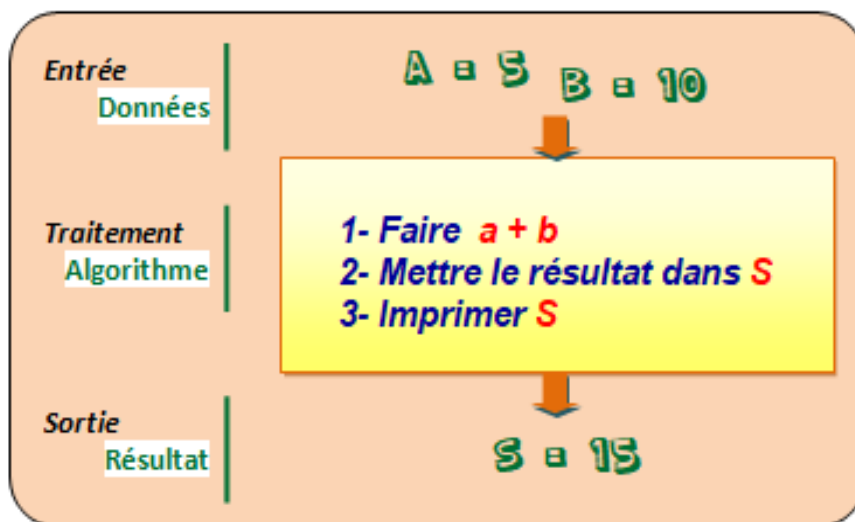 Entrée
Données
A = 5 B = 10
Traitement
Algorithme
1- Faire a + b
2- Mettre le résultat dans S
3- Imprimer S
Sortie
Résultat
S = 15